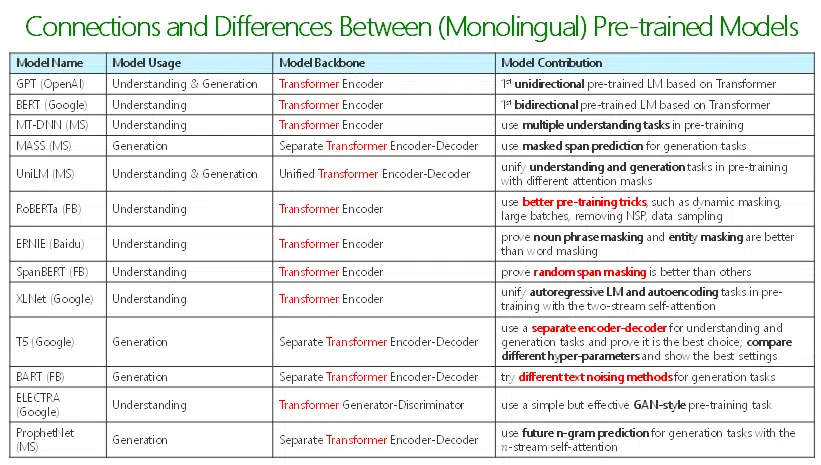 Connections and Differences Between (Monolingual) Pre-trained Models
Model Name Model Usage Model Backbone Model Contribution
GPT (OpenAI) Understanding & Generation Transformer Encoder 1st unidirectional pre-trained LM based on Transformer
BERT (Google) Understanding Transformer Encoder 1st bidirectional pre-trained LM based on Transformer
MT-DNN (MS) Understanding Transformer Encoder use multiple understanding tasks in pre-training
MASS (MS) Generation Separate Transformer Encoder-Decoder use masked span prediction for generation tasks
UniLM (MS) Understanding & Generation Unified Transformer Encoder-Decoder unify understanding and generation tasks in pre-training
with different attention masks
RoBERTa (FB) Understanding Transformer Encoder use better pre-training tricks, such as dynamic masking,
large batches, removing NSP, data sampling
ERNIE (Baidu) Understanding Transformer Encoder prove noun phrase masking and entity masking are better
than word masking
SpanBERT (FB) Understanding Transformer Encoder prove random span masking is better than others
XLNet (Google) Understanding Transformer Encoder unify autoregressive LM and autoencoding tasks in pre-
training with the two-stream self-attention
T5 (Google) Generation Separate Transformer Encoder-Decoder use a separate encoder-decoder for understanding and
generation tasks and prove it is the best choice, compare
different hyper-parameters and show the best settings
BART (FB) Generation Separate Transformer Encoder-Decoder try different text noising methods for generation tasks
ELECTRA
(Google) Understanding Transformer Generator-Discriminator use a simple but effective GAN-style pre-training task
ProphetNet
(MS) Generation Separate Transformer Encoder-Decoder use future n-gram prediction for generation tasks with the
n-stream self-attention